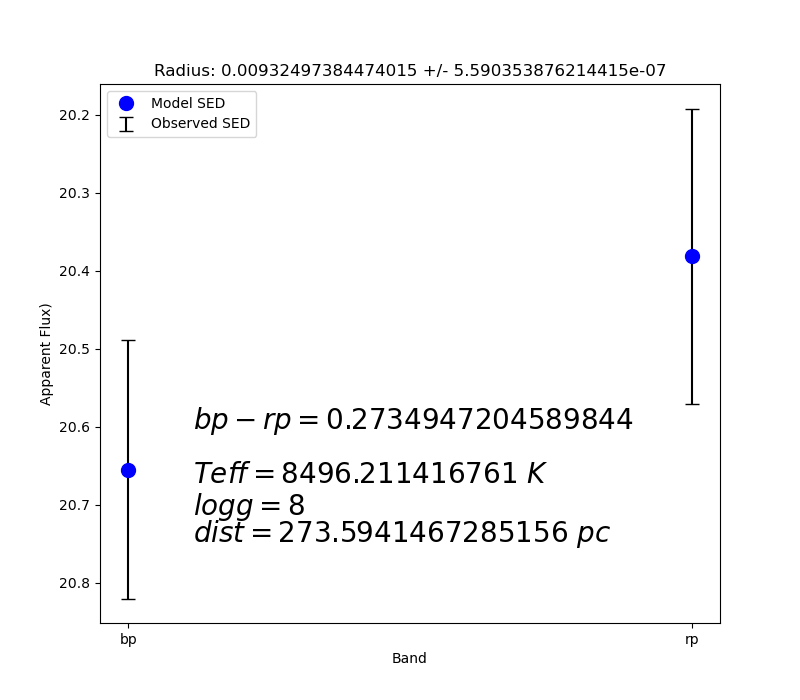 Radius: 0.00932497384474015 +/- 5.590353876214415e-07
Model SED
Observed SED
20.2
20.3
20.4
20.5
20.6
20.7
20.8
Apparent Flux)
bp − rp = 0.2734947204589844
Teff = 8496.211416761 K
logg = 8
dist = 273.5941467285156 pc
bp
rp
Band